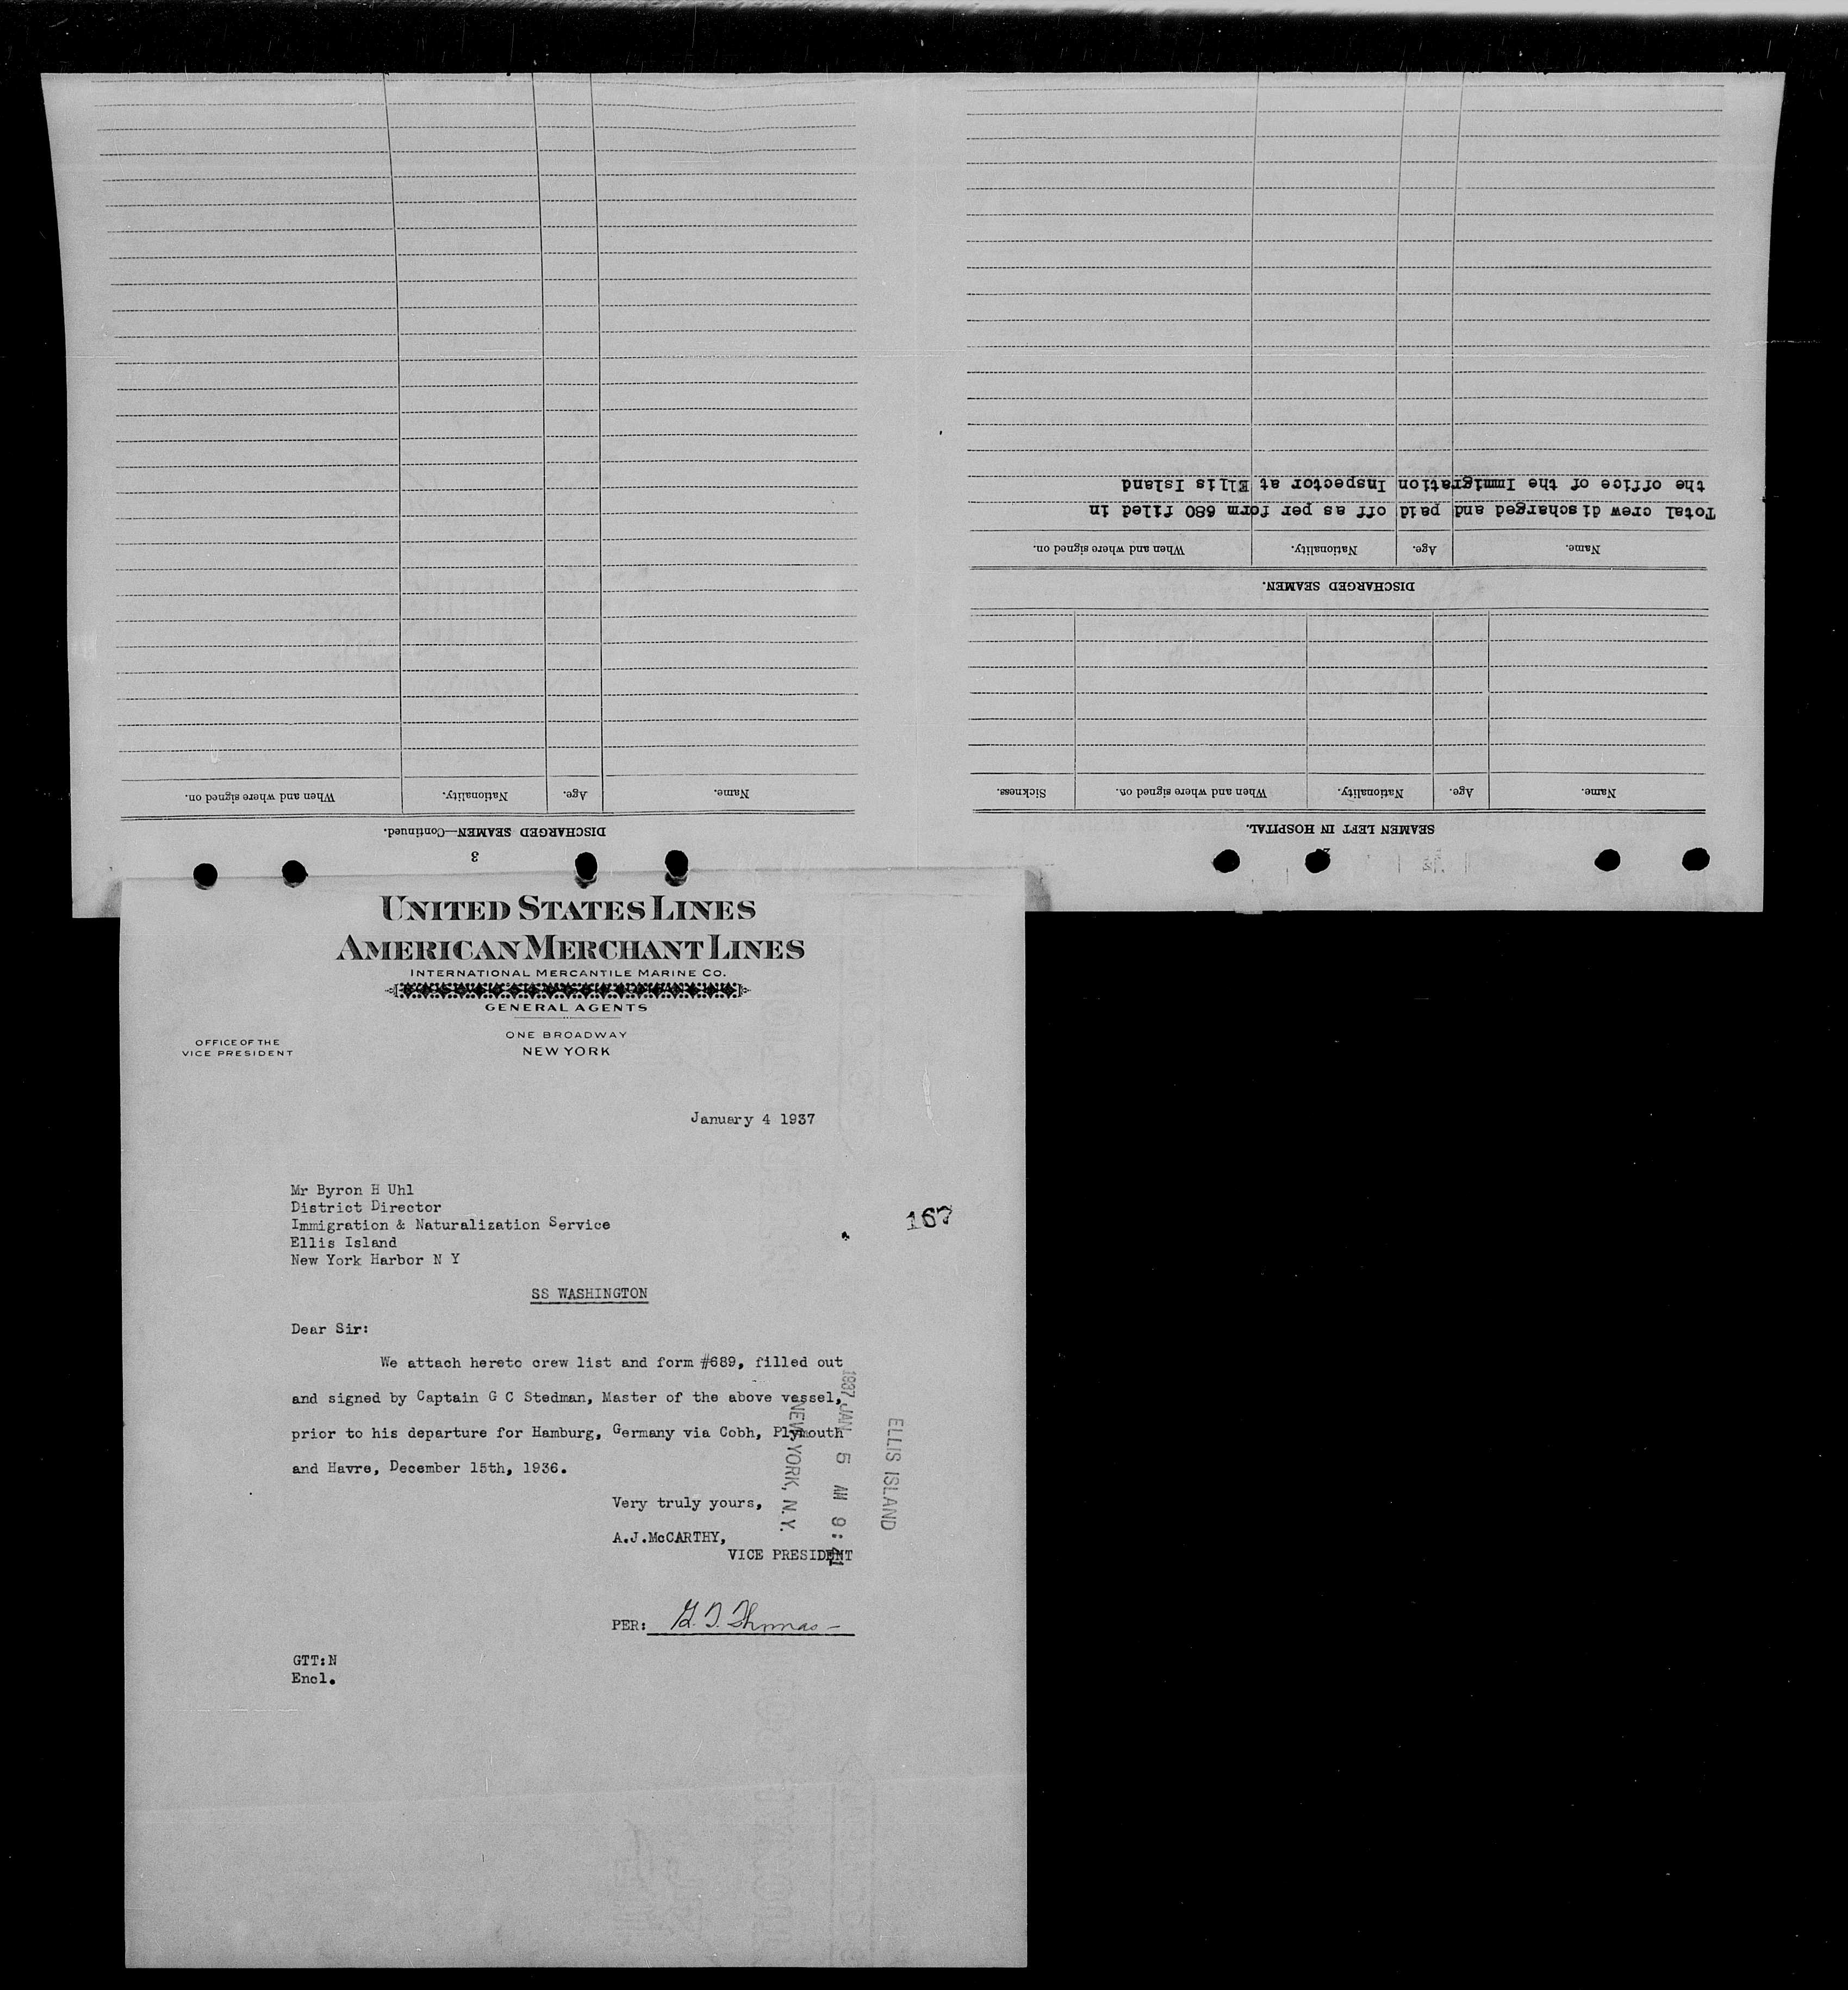 3
DISCHARGED SEAMEN—Continued.
Name. Age. Nationality. When and where signed on.
SEAMEN LEFT IN HOSPITAL.
Name. Age. Nationality. When and where signed on. Sickness.
DISCHARGED SEAMEN.
Name. Age. Nationality. When and where signed on.
Total crew discharged and paid off as per form 680 filed in
the office of the Immigration Inspector at Ellis Island
UNITED STATES LINES
AMERICAN MERCHANT LINES
INTERNATIONAL MERCANTILE MARINE CO.
GENERAL AGENTS
ONE BROADWAY
NEW YORK
OFFICE OF THE
VICE PRESIDENT
January 4 1937
Mr Byron H Uhl
District Director
Immigration & Naturalization Service
Ellis Island
New York Harbor N Y
167
SS WASHINGTON
Dear Sir:
We attach hereto crew list and form #689, filled out
and signed by Captain G C Stedman, Master of the above vessel,
prior to his departure for Hamburg, Germany via Cobh, Plymouth
and Havre, December 15th, 1936.
Very truly yours,
A.J.McCARTHY,
VICE PRESIDENT
PER: G. T. Thomas
GTT:N
Encl.
ELLIS ISLAND
1937 JAN 5 AM 9:41
NEW YORK, N.Y.